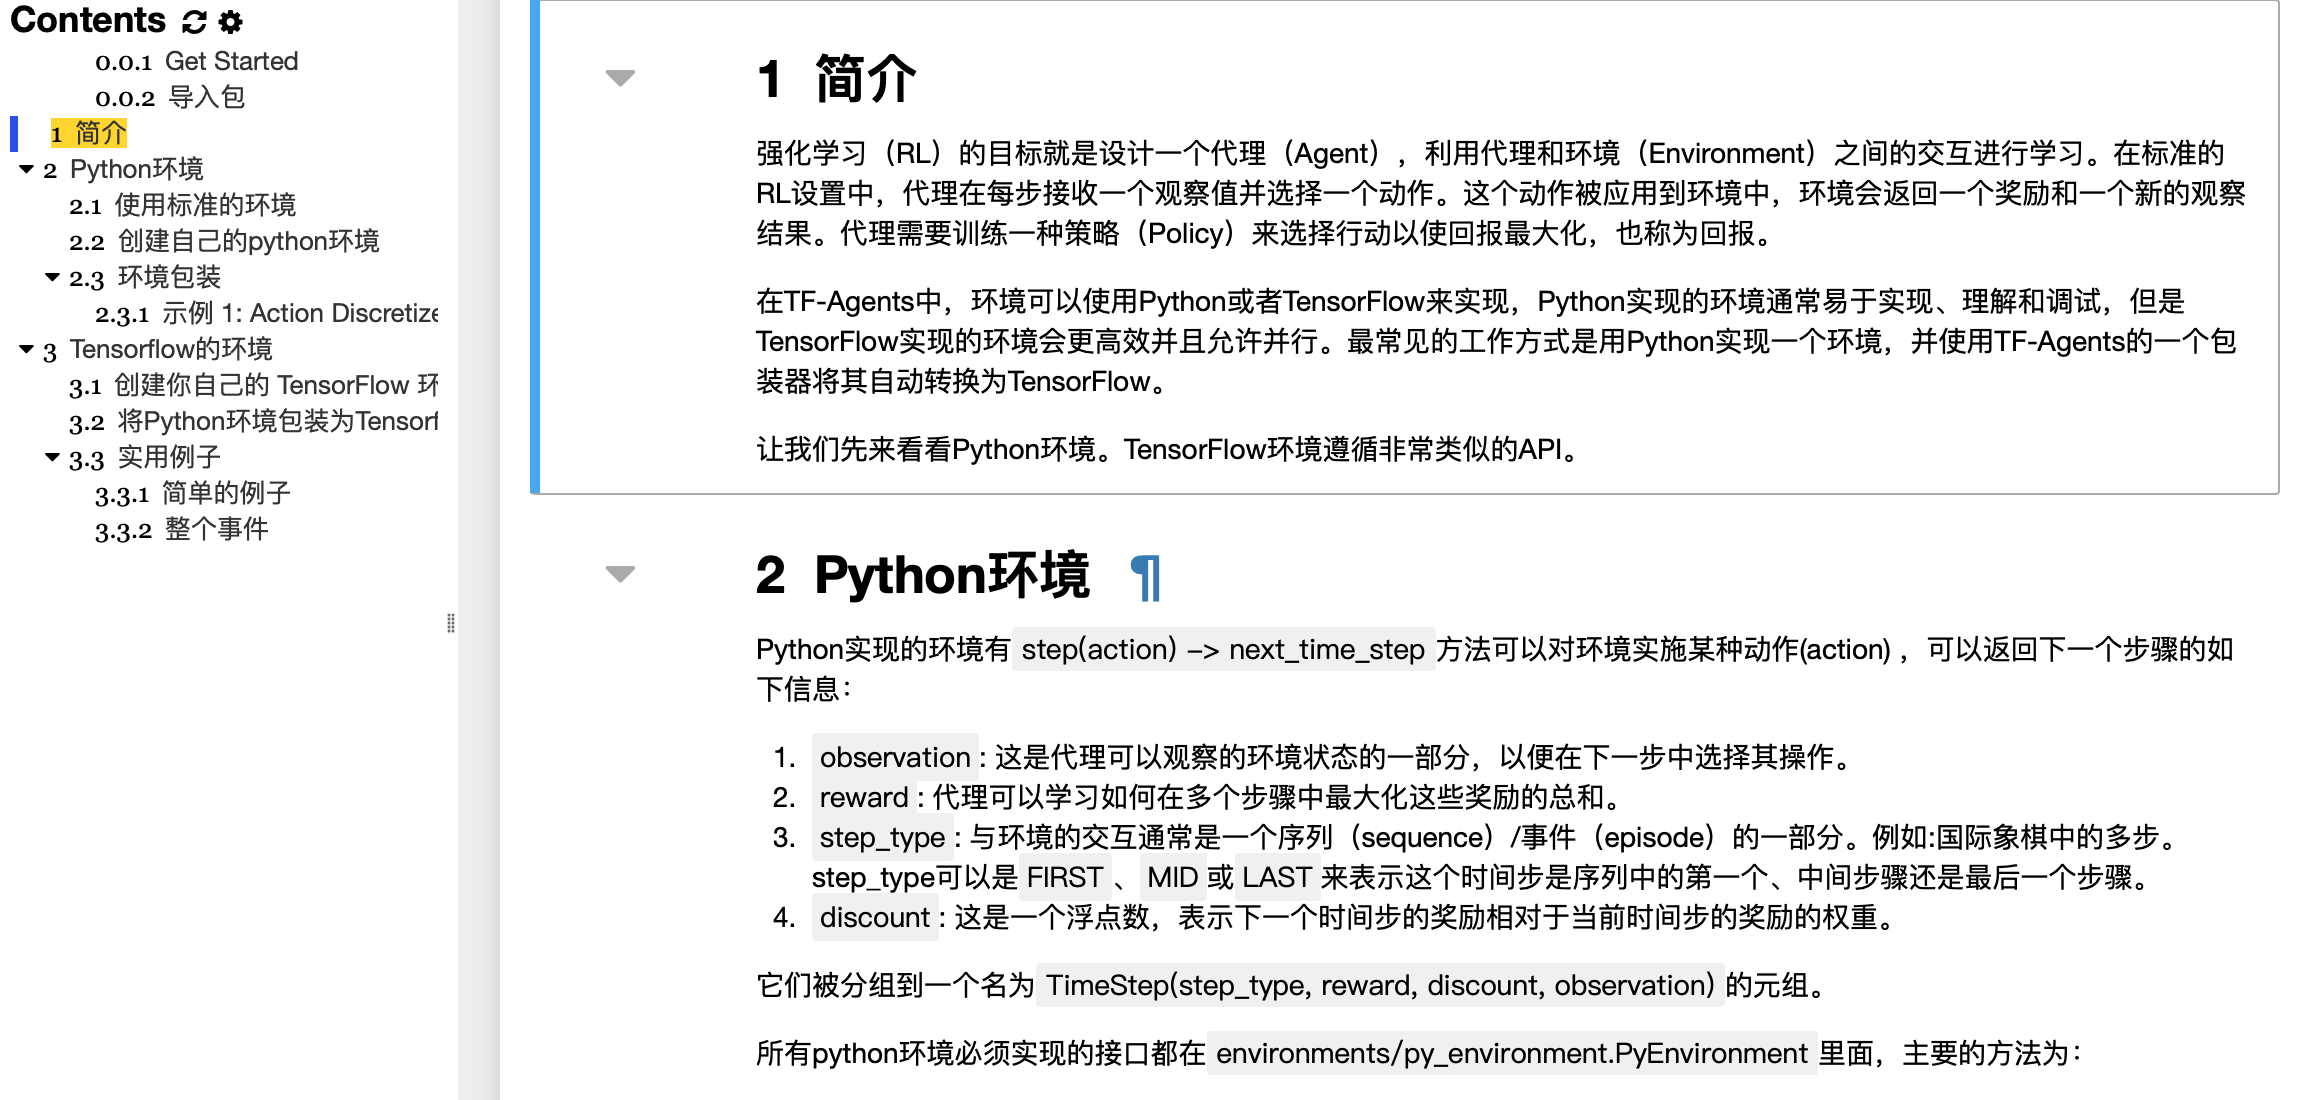 Contents
0.0.1 Get Started
0.0.2 导入包
1 简介
2 Python环境
2.1 使用标准的环境
2.2 创建自己的python环境
2.3 环境包装
2.3.1 示例 1: Action Discretize
3 Tensorflow的环境
3.1 创建你自己的 TensorFlow 环
3.2 将Python环境包装为Tensorf
3.3 实用例子
3.3.1 简单的例子
3.3.2 整个事件
1 简介
强化学习（RL）的目标就是设计一个代理（Agent），利用代理和环境（Environment）之间的交互进行学习。在标准的
RL设置中，代理在每步接收一个观察值并选择一个动作。这个动作被应用到环境中，环境会返回一个奖励和一个新的观察
结果。代理需要训练一种策略（Policy）来选择行动以使回报最大化，也称为回报。
在TF-Agents中，环境可以使用Python或者TensorFlow来实现，Python实现的环境通常易于实现、理解和调试，但是
TensorFlow实现的环境会更高效并且允许并行。最常见的工作方式是用Python实现一个环境，并使用TF-Agents的一个包
装器将其自动转换为TensorFlow。
让我们先来看看Python环境。TensorFlow环境遵循非常类似的API。
2 Python环境 ¶
Python实现的环境有 step(action) –> next_time_step 方法可以对环境实施某种动作(action) ，可以返回下一个步骤的如
下信息：
1. observation : 这是代理可以观察的环境状态的一部分，以便在下一步中选择其操作。
2. reward : 代理可以学习如何在多个步骤中最大化这些奖励的总和。
3. step_type : 与环境的交互通常是一个序列（sequence）/事件（episode）的一部分。例如:国际象棋中的多步。
step_type可以是 FIRST 、 MID 或 LAST 来表示这个时间步是序列中的第一个、中间步骤还是最后一个步骤。
4. discount : 这是一个浮点数，表示下一个时间步的奖励相对于当前时间步的奖励的权重。
它们被分组到一个名为 TimeStep(step_type, reward, discount, observation) 的元组。
所有python环境必须实现的接口都在 environments/py_environment.PyEnvironment 里面，主要的方法为：